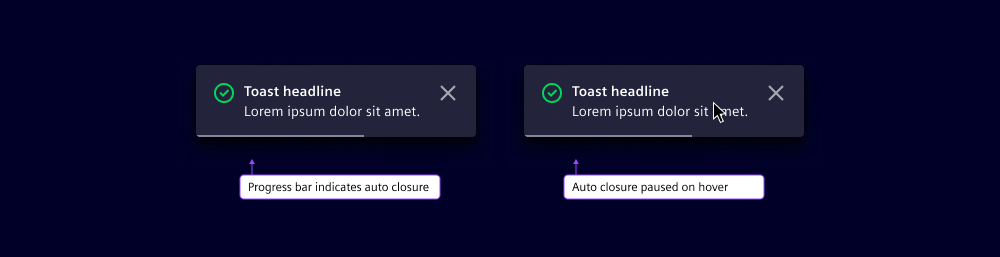 Toast headline
Lorem ipsum dolor sit amet.
Progress bar indicates auto closure
Toast headline
Lorem ipsum dolor sit amet.
Auto closure paused on hover